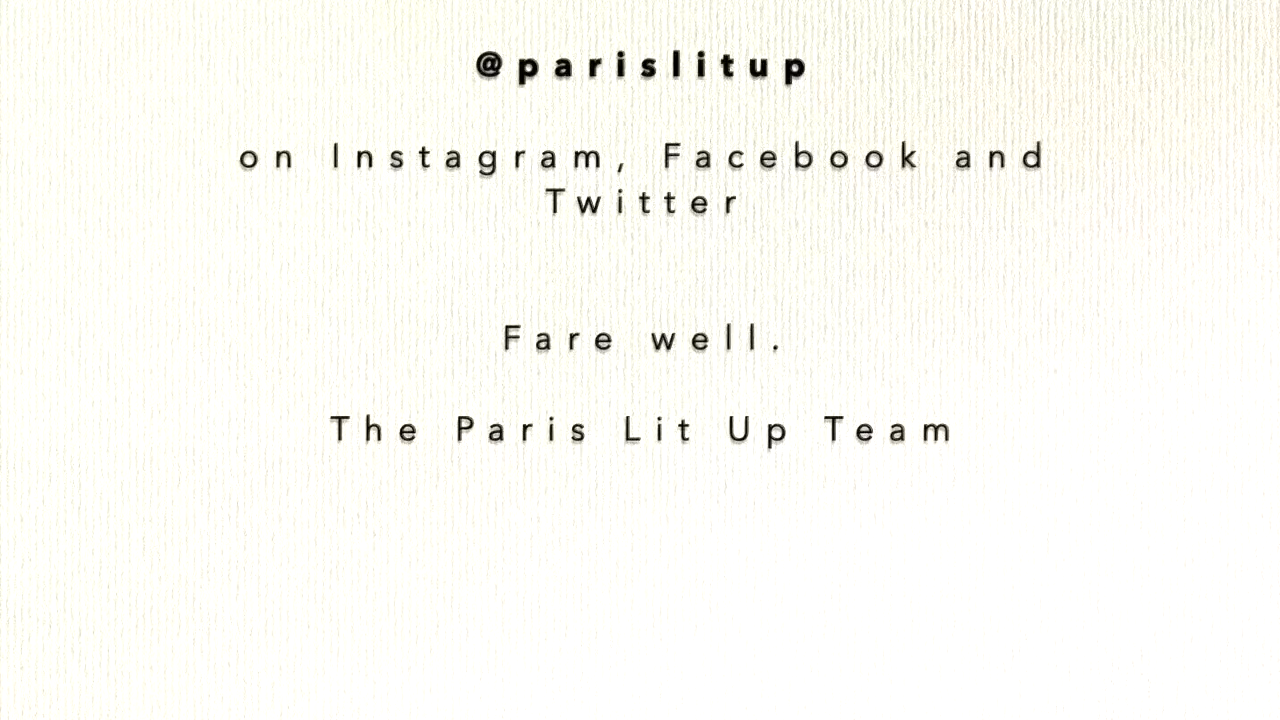 @parislitup
on Instagram, Facebook and
Twitter
Fare well.
The Paris Lit Up Team